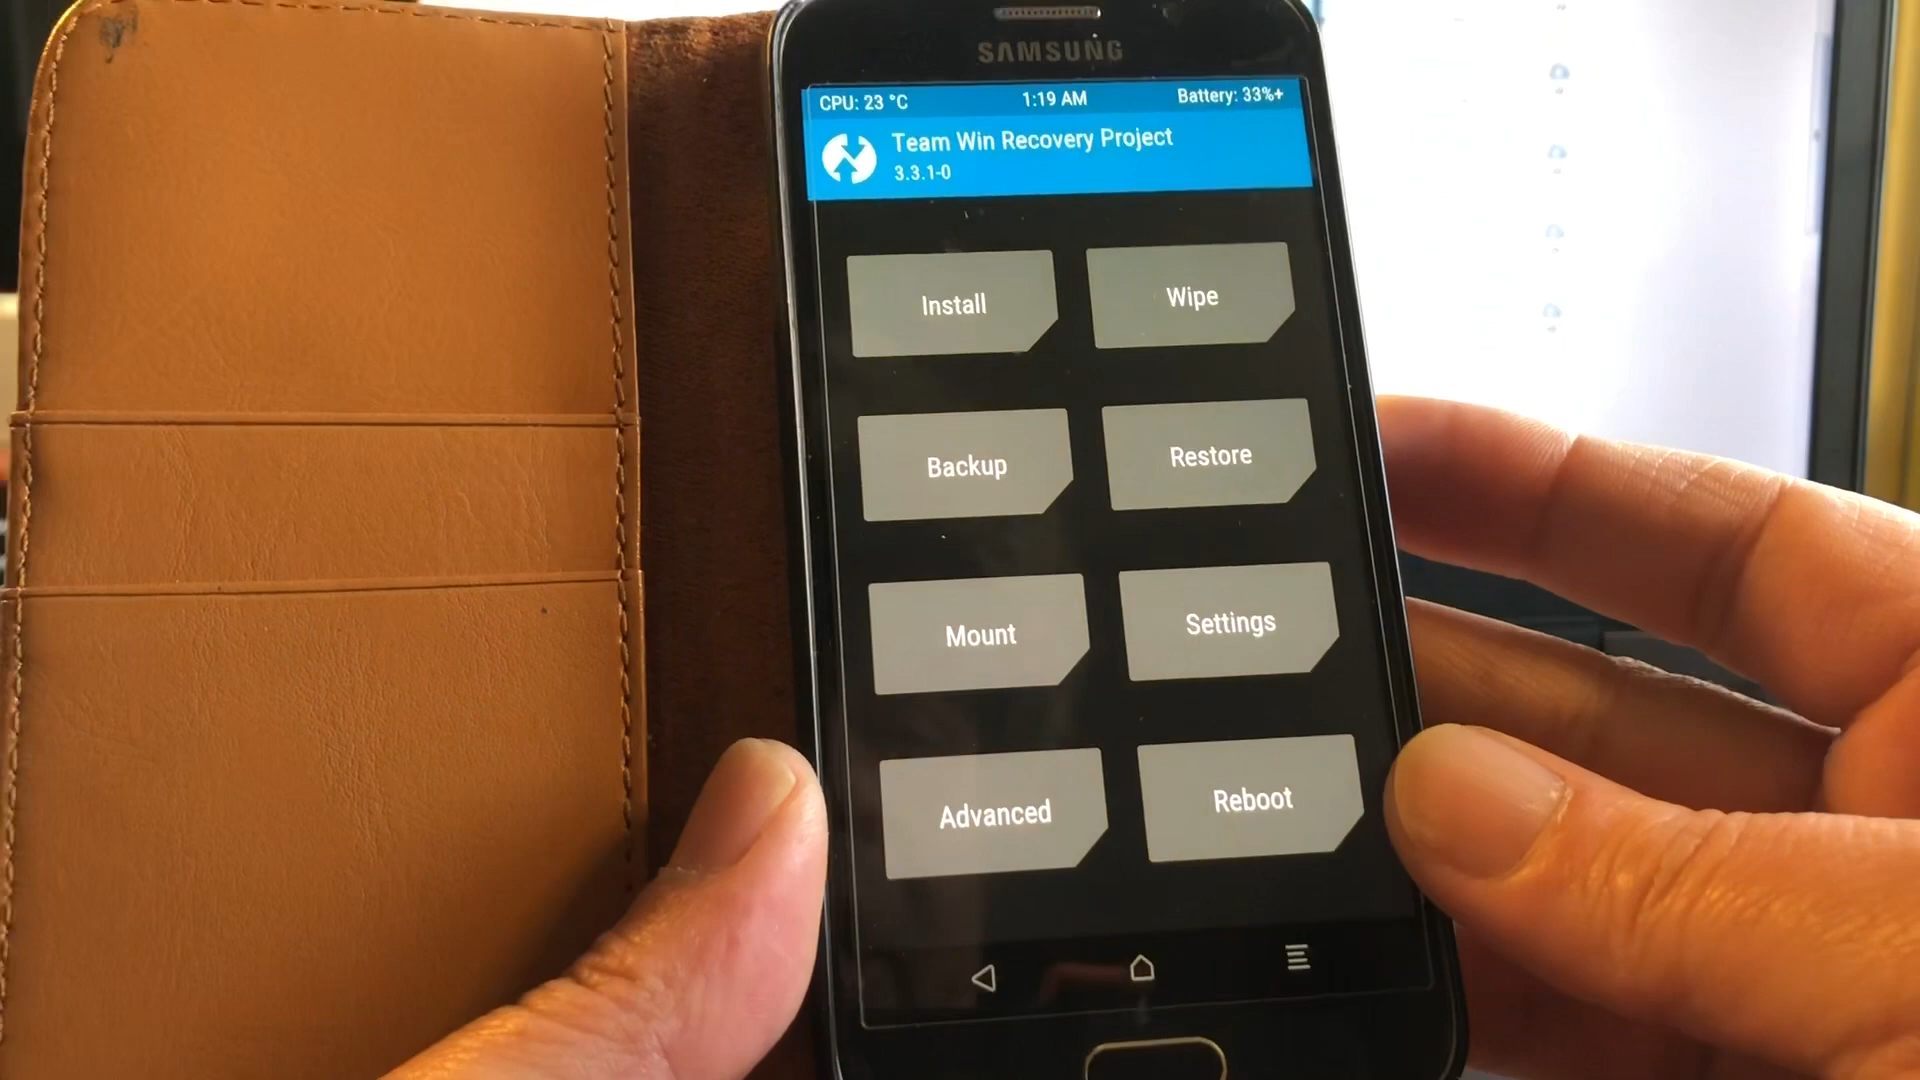 SAMSUNG
CPU: 23 °C 1:19 AM Battery: 33%+
Team Win Recovery Project
3.3.1-0
Install Wipe
Backup Restore
Mount Settings
Advanced Reboot